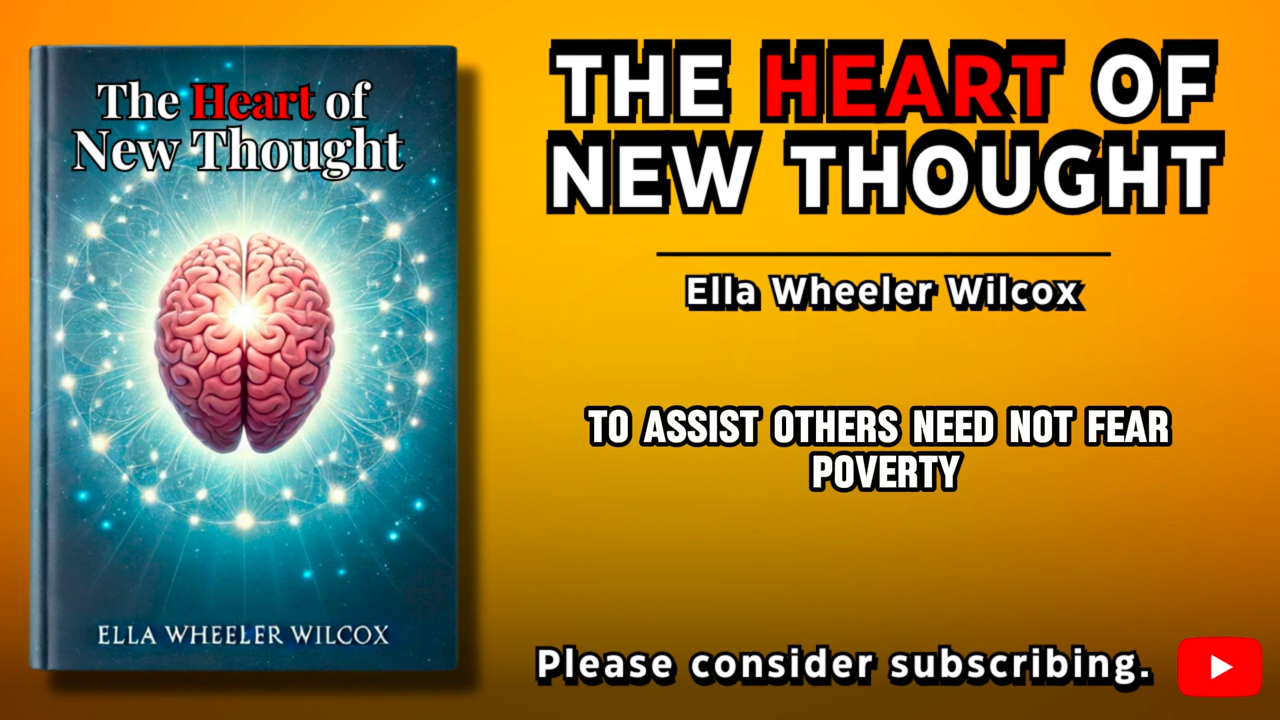 The Heart of
New Thought
ELLA WHEELER WILCOX
THE HEART OF
NEW THOUGHT
Ella Wheeler Wilcox
TO ASSIST OTHERS NEED NOT FEAR
POVERTY
Please consider subscribing.